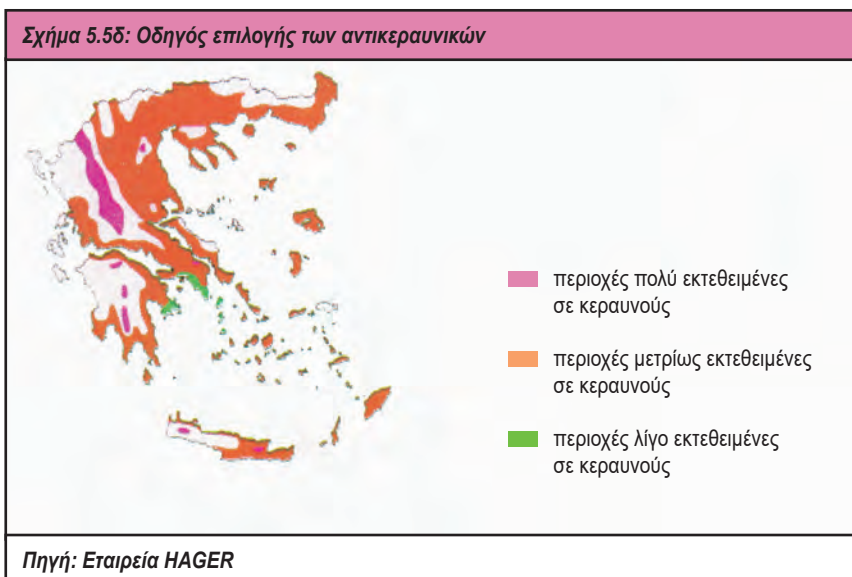 Σχήμα 5.5δ: Οδηγός επιλογής των αντικεραυνικών
περιοχές πολύ εκτεθειμένες
σε κεραυνούς
περιοχές μετρίως εκτεθειμένες
σε κεραυνούς
περιοχές λίγο εκτεθειμένες
σε κεραυνούς
Πηγή: Εταιρεία HAGER